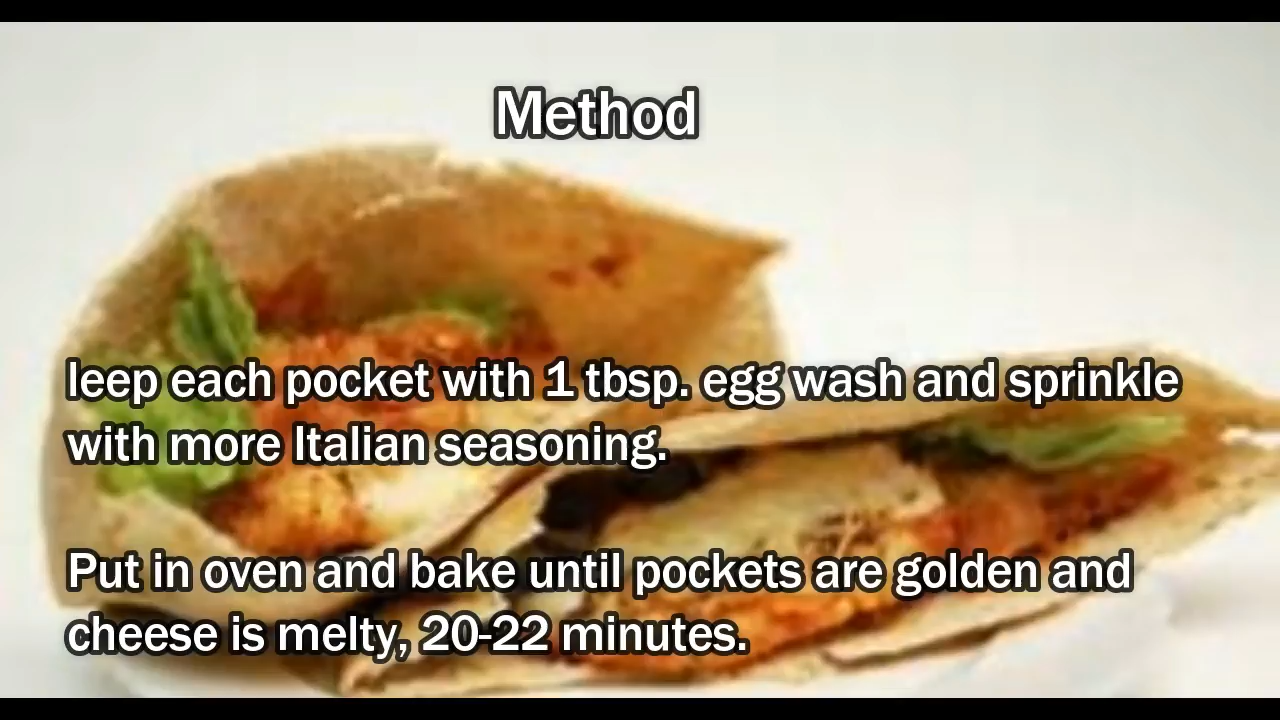 Method
leep each pocket with 1 tbsp. egg wash and sprinkle
with more Italian seasoning.
Put in oven and bake until pockets are golden and
cheese is melty, 20-22 minutes.